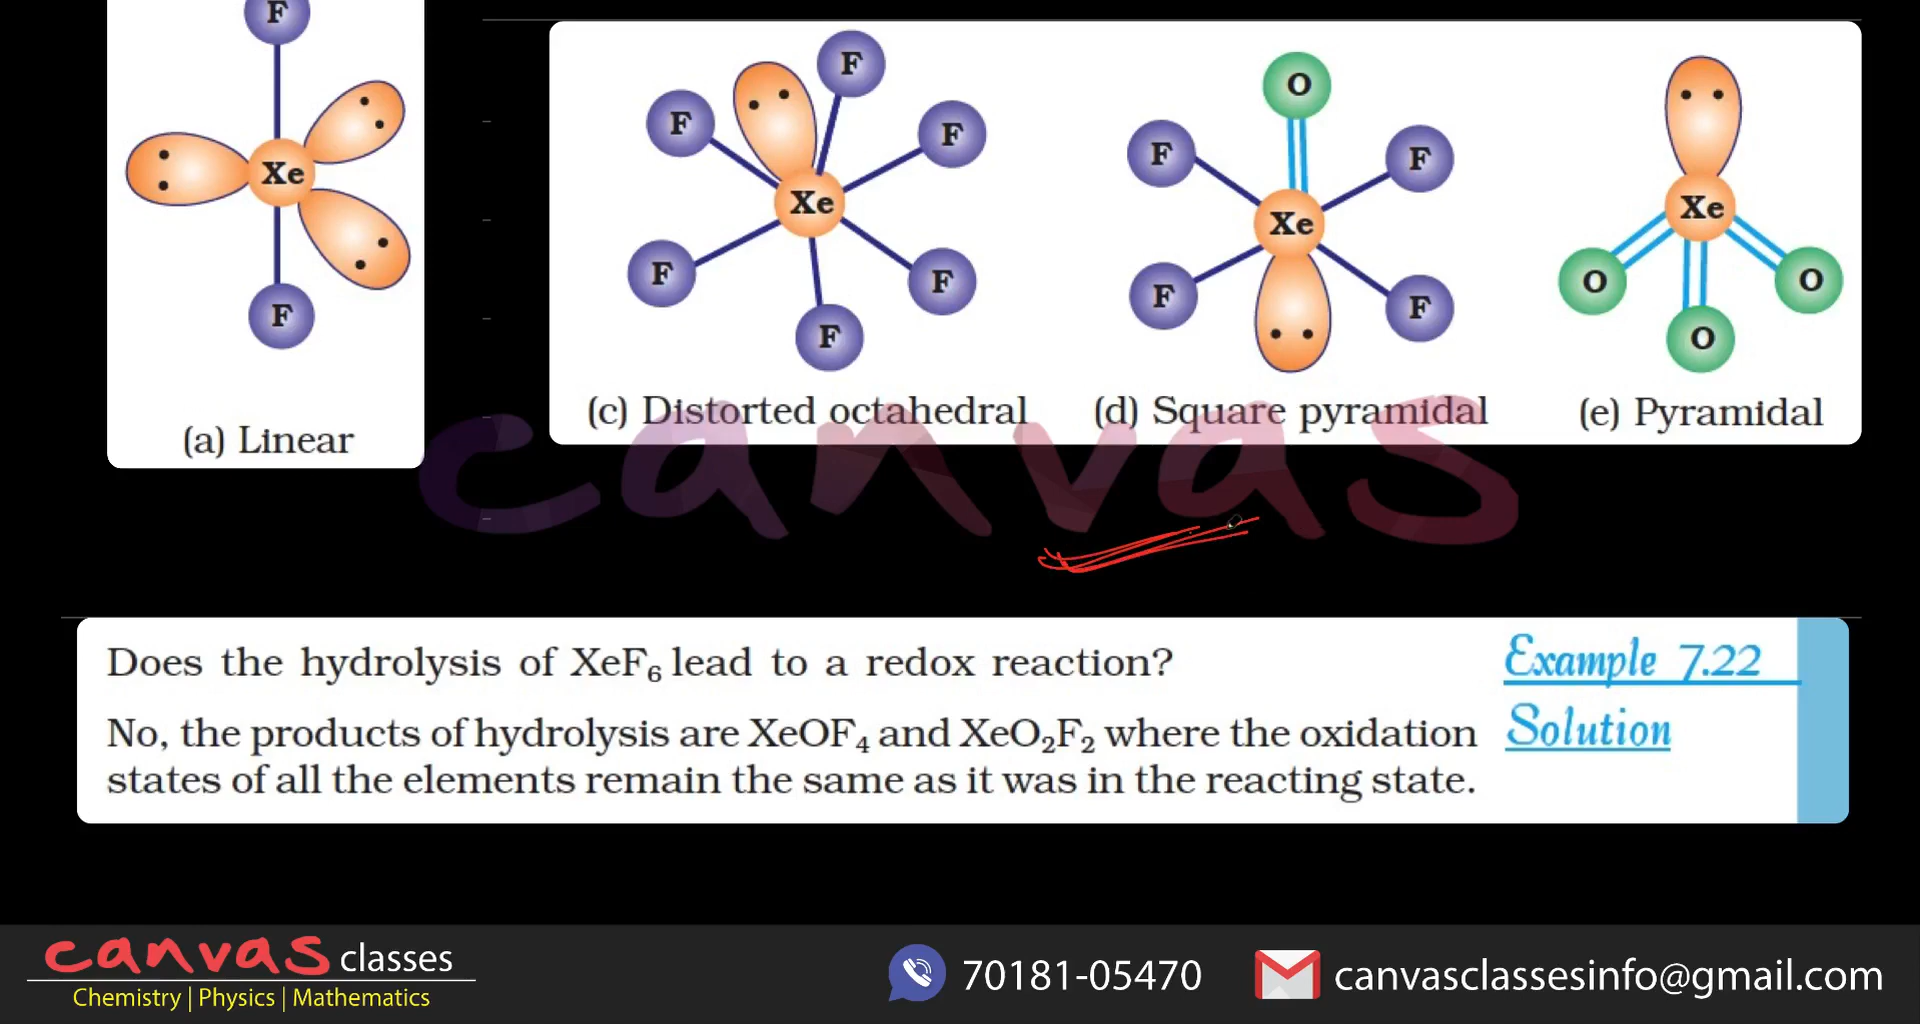 F
Xe
F
(a) Linear
F
F
F
Xe
F
F
F
(c) Distorted octahedral
O
F
F
Xe
F
F
(d) Square pyramidal
Xe
O
O
O
(e) Pyramidal
canvas
Does the hydrolysis of XeF₆ lead to a redox reaction?
Example 7.22
No, the products of hydrolysis are XeOF₄ and XeO₂F₂ where the oxidation
states of all the elements remain the same as it was in the reacting state.
Solution
canvas classes
Chemistry | Physics | Mathematics
70181-05470
canvasclassesinfo@gmail.com